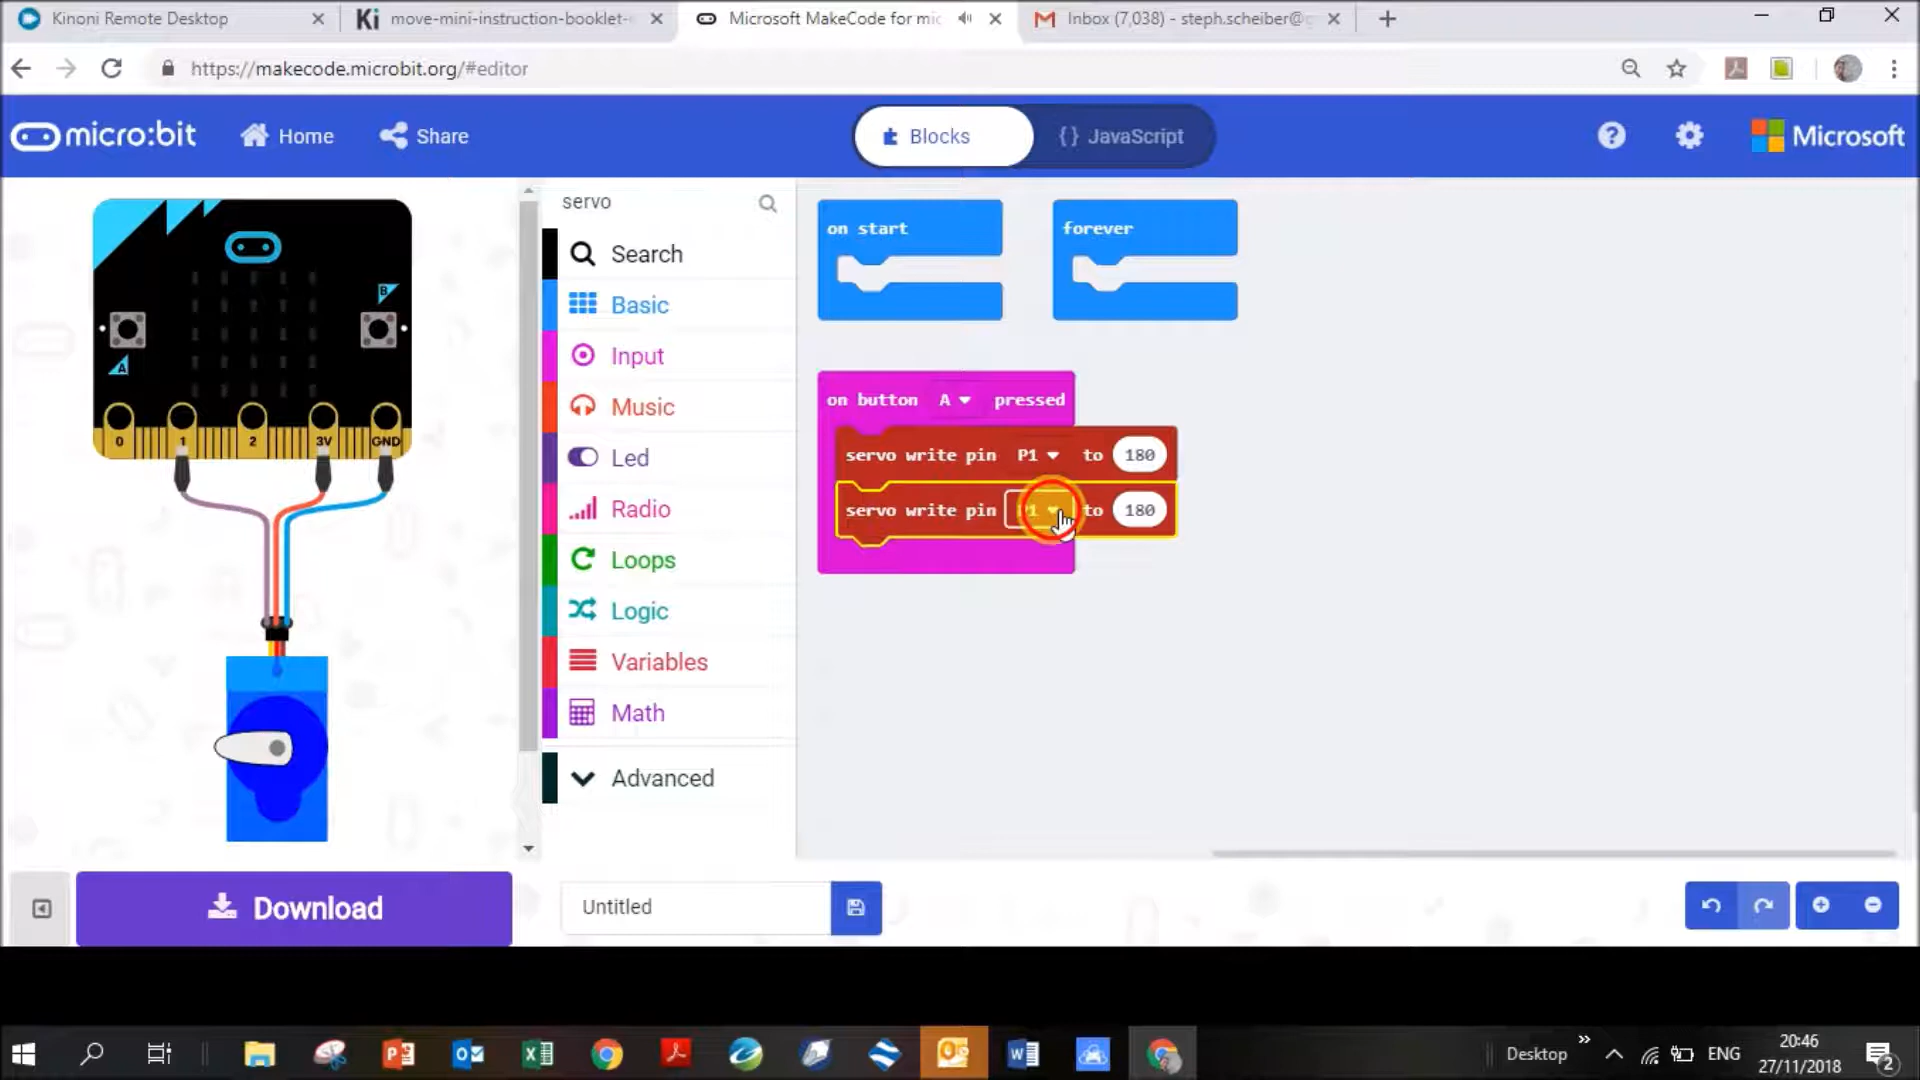 Kinoni Remote Desktop
move-mini-instruction-booklet-
Microsoft MakeCode for mic
Inbox (7,038) - steph.scheiber@
https://makecode.microbit.org/#editor
micro:bit
Home
Share
Blocks
{} JavaScript
Microsoft
servo
Search
Basic
Input
Music
Led
Radio
Loops
Logic
Variables
Math
Advanced
on start
forever
on button A pressed
servo write pin P1 to 180
servo write pin P1 to 180
B
A
0 1 2 3V GND
Download
Untitled
Desktop
ENG
20:46
27/11/2018
2